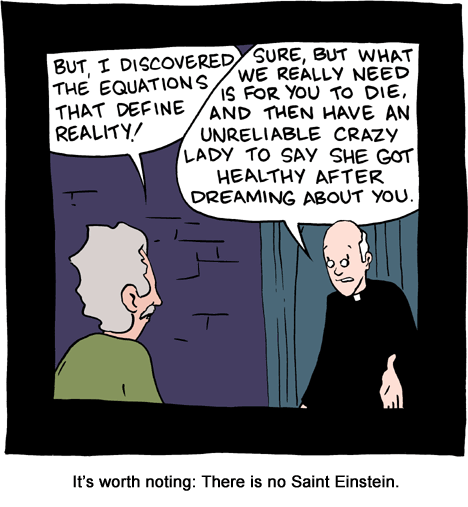 BUT, I DISCOVERED
THE EQUATIONS
THAT DEFINE
REALITY!
SURE, BUT WHAT
WE REALLY NEED
IS FOR YOU TO DIE,
AND THEN HAVE AN
UNRELIABLE CRAZY
LADY TO SAY SHE GOT
HEALTHY AFTER
DREAMING ABOUT YOU.
It's worth noting: There is no Saint Einstein.